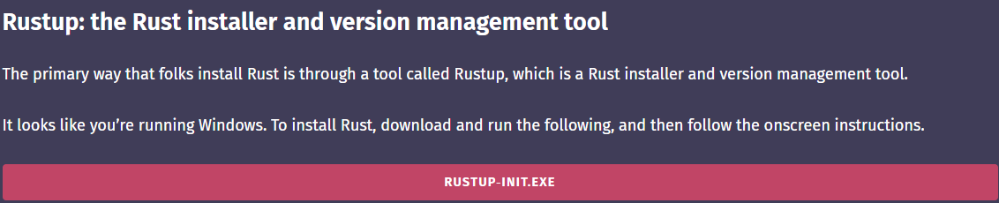 Rustup: the Rust installer and version management tool
The primary way that folks install Rust is through a tool called Rustup, which is a Rust installer and version management tool.
It looks like you’re running Windows. To install Rust, download and run the following, and then follow the onscreen instructions.
RUSTUP-INIT.EXE